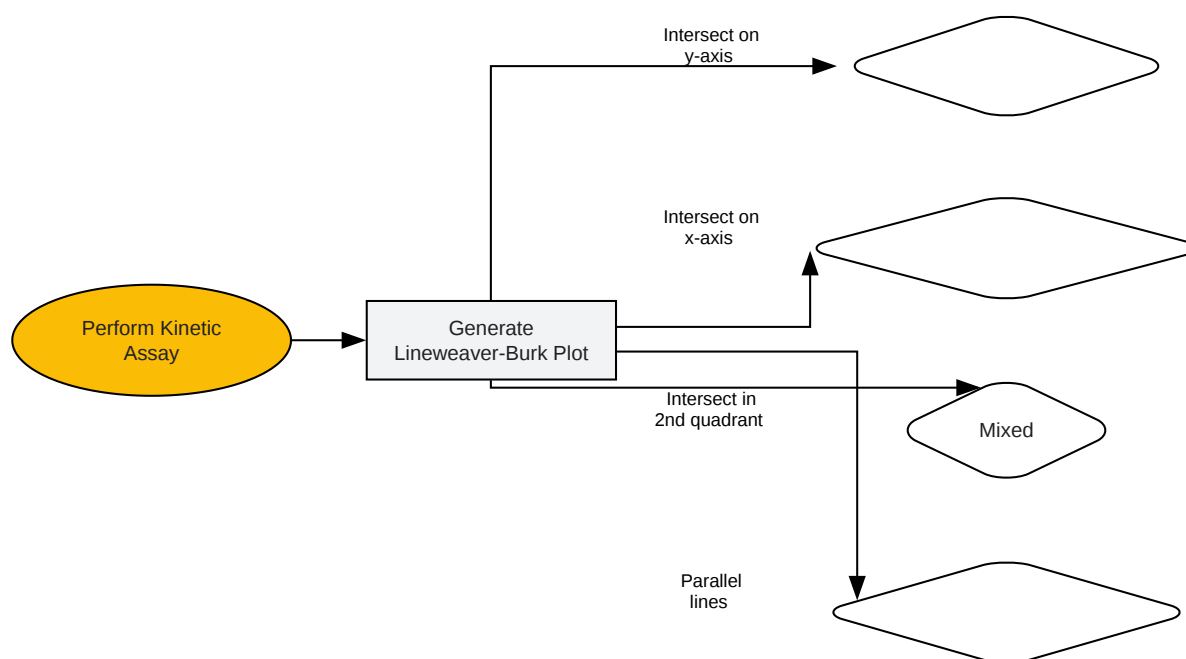 Intersect on
y-axis
Intersect on
x-axis
Perform Kinetic
Assay
Generate
Lineweaver-Burk Plot
Intersect in
2nd quadrant
Mixed
Parallel
lines